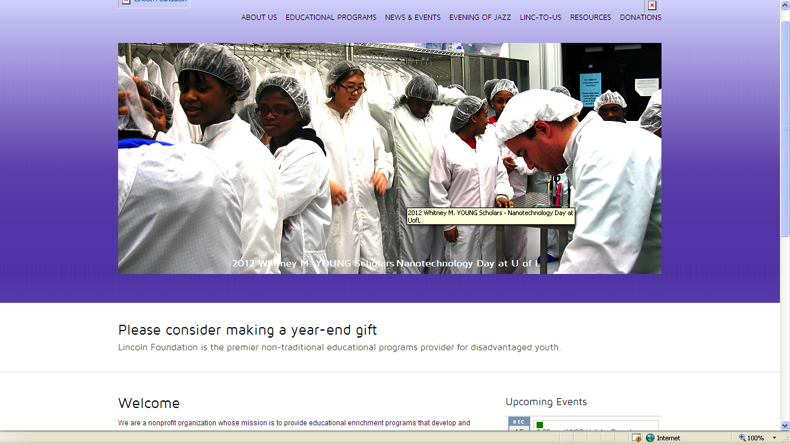 Lincoln Foundation
ABOUT US EDUCATIONAL PROGRAMS NEWS & EVENTS EVENING OF JAZZ LINC-TO-US RESOURCES DONATIONS
2012 Whitney M. YOUNG Scholars - Nanotechnology Day at
UofL
2012 Whitney M. YOUNG Scholars Nanotechnology Day at U of L
Please consider making a year-end gift
Lincoln Foundation is the premier non-traditional educational programs provider for disadvantaged youth.
Welcome
Upcoming Events
We are a nonprofit organization whose mission is to provide educational enrichment programs that develop and
DEC
Internet
100%